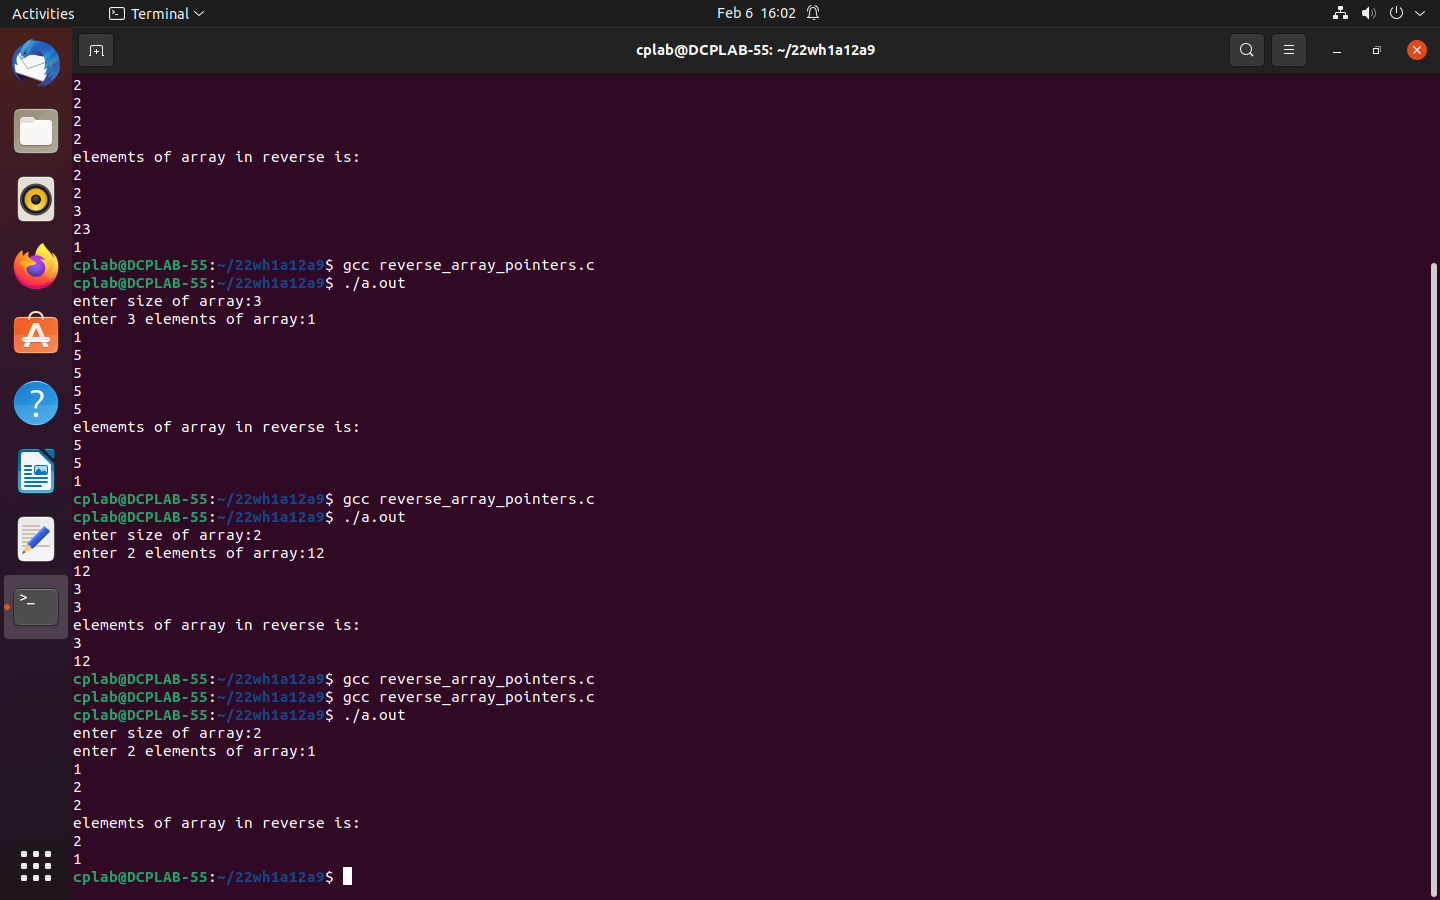 Activities Terminal Feb 6 16:02
cplab@DCPLAB-55: ~/22wh1a12a9
2
2
2
2
elememts of array in reverse is:
2
2
3
23
1
cplab@DCPLAB-55:~/22wh1a12a9$ gcc reverse_array_pointers.c
cplab@DCPLAB-55:~/22wh1a12a9$ ./a.out
enter size of array:3
enter 3 elements of array:1
1
5
5
5
5
elememts of array in reverse is:
5
5
1
cplab@DCPLAB-55:~/22wh1a12a9$ gcc reverse_array_pointers.c
cplab@DCPLAB-55:~/22wh1a12a9$ ./a.out
enter size of array:2
enter 2 elements of array:12
12
3
3
elememts of array in reverse is:
3
12
cplab@DCPLAB-55:~/22wh1a12a9$ gcc reverse_array_pointers.c
cplab@DCPLAB-55:~/22wh1a12a9$ gcc reverse_array_pointers.c
cplab@DCPLAB-55:~/22wh1a12a9$ ./a.out
enter size of array:2
enter 2 elements of array:1
1
2
2
elememts of array in reverse is:
2
1
cplab@DCPLAB-55:~/22wh1a12a9$